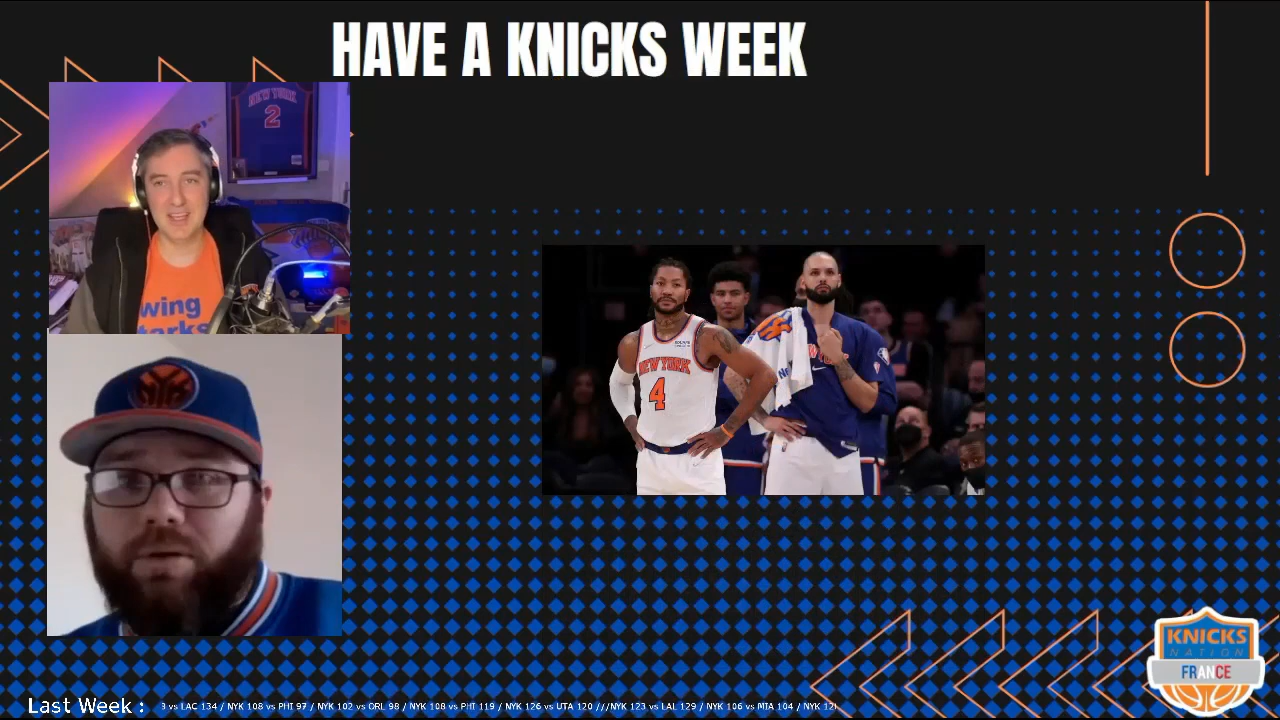 HAVE A KNICKS WEEK
NEW YORK
2
wing
NEW YORK
4
KNICKS
NATION
FRANCE
Last Week :
3 vs LAC 134 / NYK 108 vs PHI 97 / NYK 102 vs ORL 98 / NYK 108 vs PHI 119 / NYK 126 vs UTA 120 ///NYK 123 vs LAL 129 / NYK 106 vs MIA 104 / NYK 12